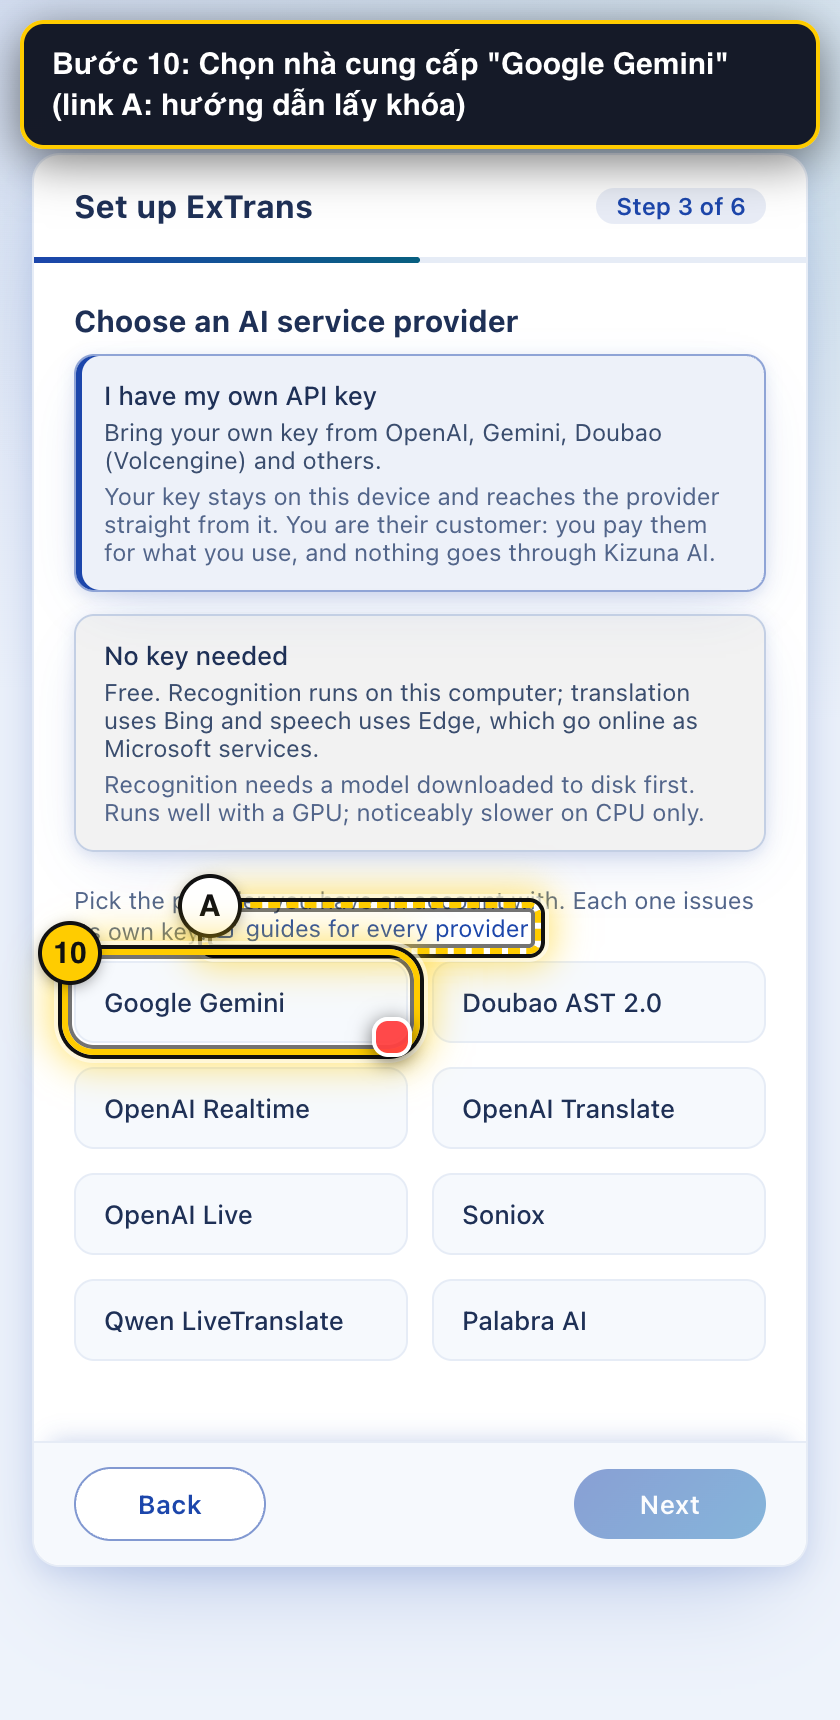 Bước 10: Chọn nhà cung cấp "Google Gemini"
(link A: hướng dẫn lấy khóa)
Set up ExTrans
Step 3 of 6
Choose an AI service provider
I have my own API key
Bring your own key from OpenAI, Gemini, Doubao
(Volcengine) and others.
Your key stays on this device and reaches the provider
straight from it. You are their customer: you pay them
for what you use, and nothing goes through Kizuna AI.
No key needed
Free. Recognition runs on this computer; translation
uses Bing and speech uses Edge, which go online as
Microsoft services.
Recognition needs a model downloaded to disk first.
Runs well with a GPU; noticeably slower on CPU only.
Pick the you have an account with. Each one issues
A
own key guides for every provider
10
Google Gemini
Doubao AST 2.0
OpenAI Realtime
OpenAI Translate
OpenAI Live
Soniox
Qwen LiveTranslate
Palabra AI
Back
Next